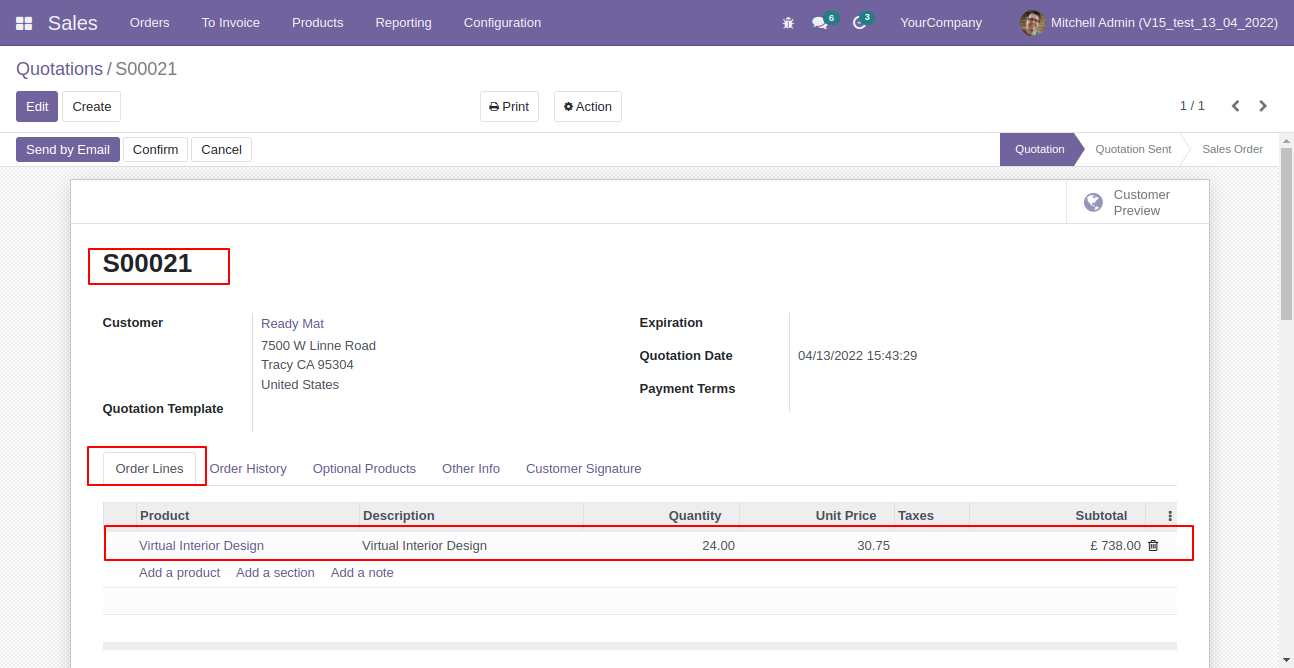 Sales Orders To Invoice Products Reporting Configuration 6 3 YourCompany Mitchell Admin (V15_test_13_04_2022)
Quotations / S00021
Edit Create Print Action 1 / 1
Send by Email Confirm Cancel Quotation Quotation Sent Sales Order
Customer
Preview
S00021
Customer Ready Mat Expiration
7500 W Linne Road
Tracy CA 95304 Quotation Date 04/13/2022 15:43:29
United States Payment Terms
Quotation Template
Order Lines Order History Optional Products Other Info Customer Signature
Product Description Quantity Unit Price Taxes Subtotal
Virtual Interior Design Virtual Interior Design 24.00 30.75 £ 738.00
Add a product Add a section Add a note